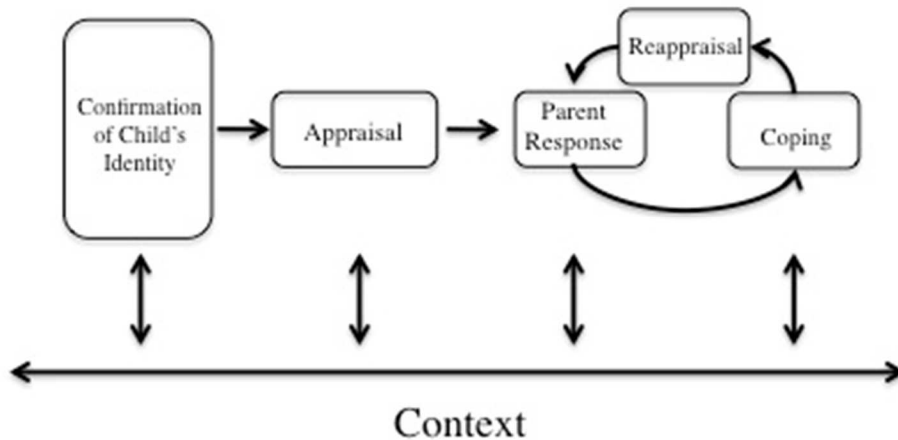 Confirmation
of Child's
Identity
Appraisal
Parent
Response
Reappraisal
Coping
Context